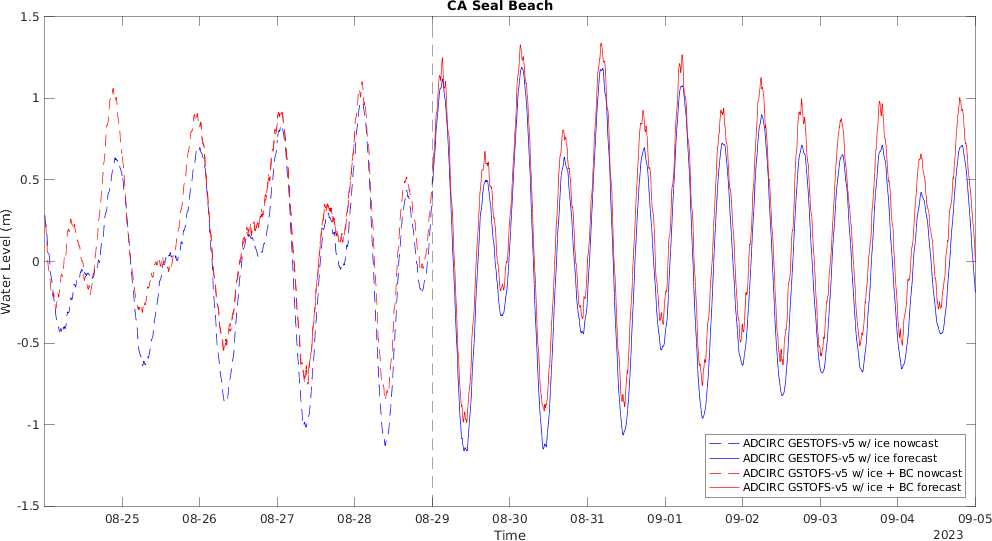 CA Seal Beach
1.5
1
0.5
0
-0.5
-1
-1.5
Water Level (m)
08-25 08-26 08-27 08-28 08-29 08-30 08-31 09-01 09-02 09-03 09-04 09-05
Time
2023
ADCIRC GESTOFS-v5 w/ ice nowcast
ADCIRC GESTOFS-v5 w/ ice forecast
ADCIRC GSTOFS-v5 w/ ice + BC nowcast
ADCIRC GSTOFS-v5 w/ ice + BC forecast